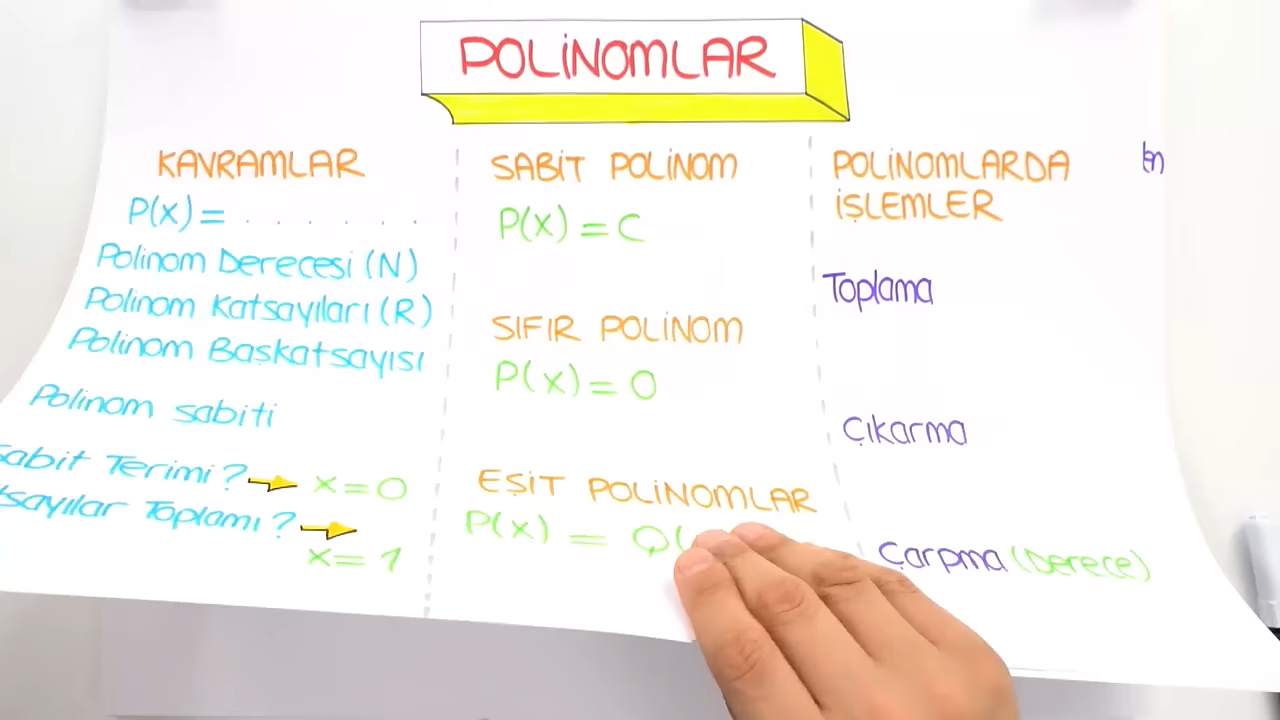 POLİNOMLAR
KAVRAMLAR
P(x) = . . . . . .
Polinom Derecesi (N)
Polinom Katsayıları (R)
Polinom Başkatsayısı
Polinom sabiti
Sabit Terimi? → x=0
tsayılar Toplamı? →
x=1
SABİT POLİNOM
P(x) = C
SIFIR POLİNOM
P(x) = 0
EŞİT POLİNOMLAR
P(x) = Q(
POLİNOMLARDA
İŞLEMLER
Toplama
Çıkarma
Çarpma (Derece)